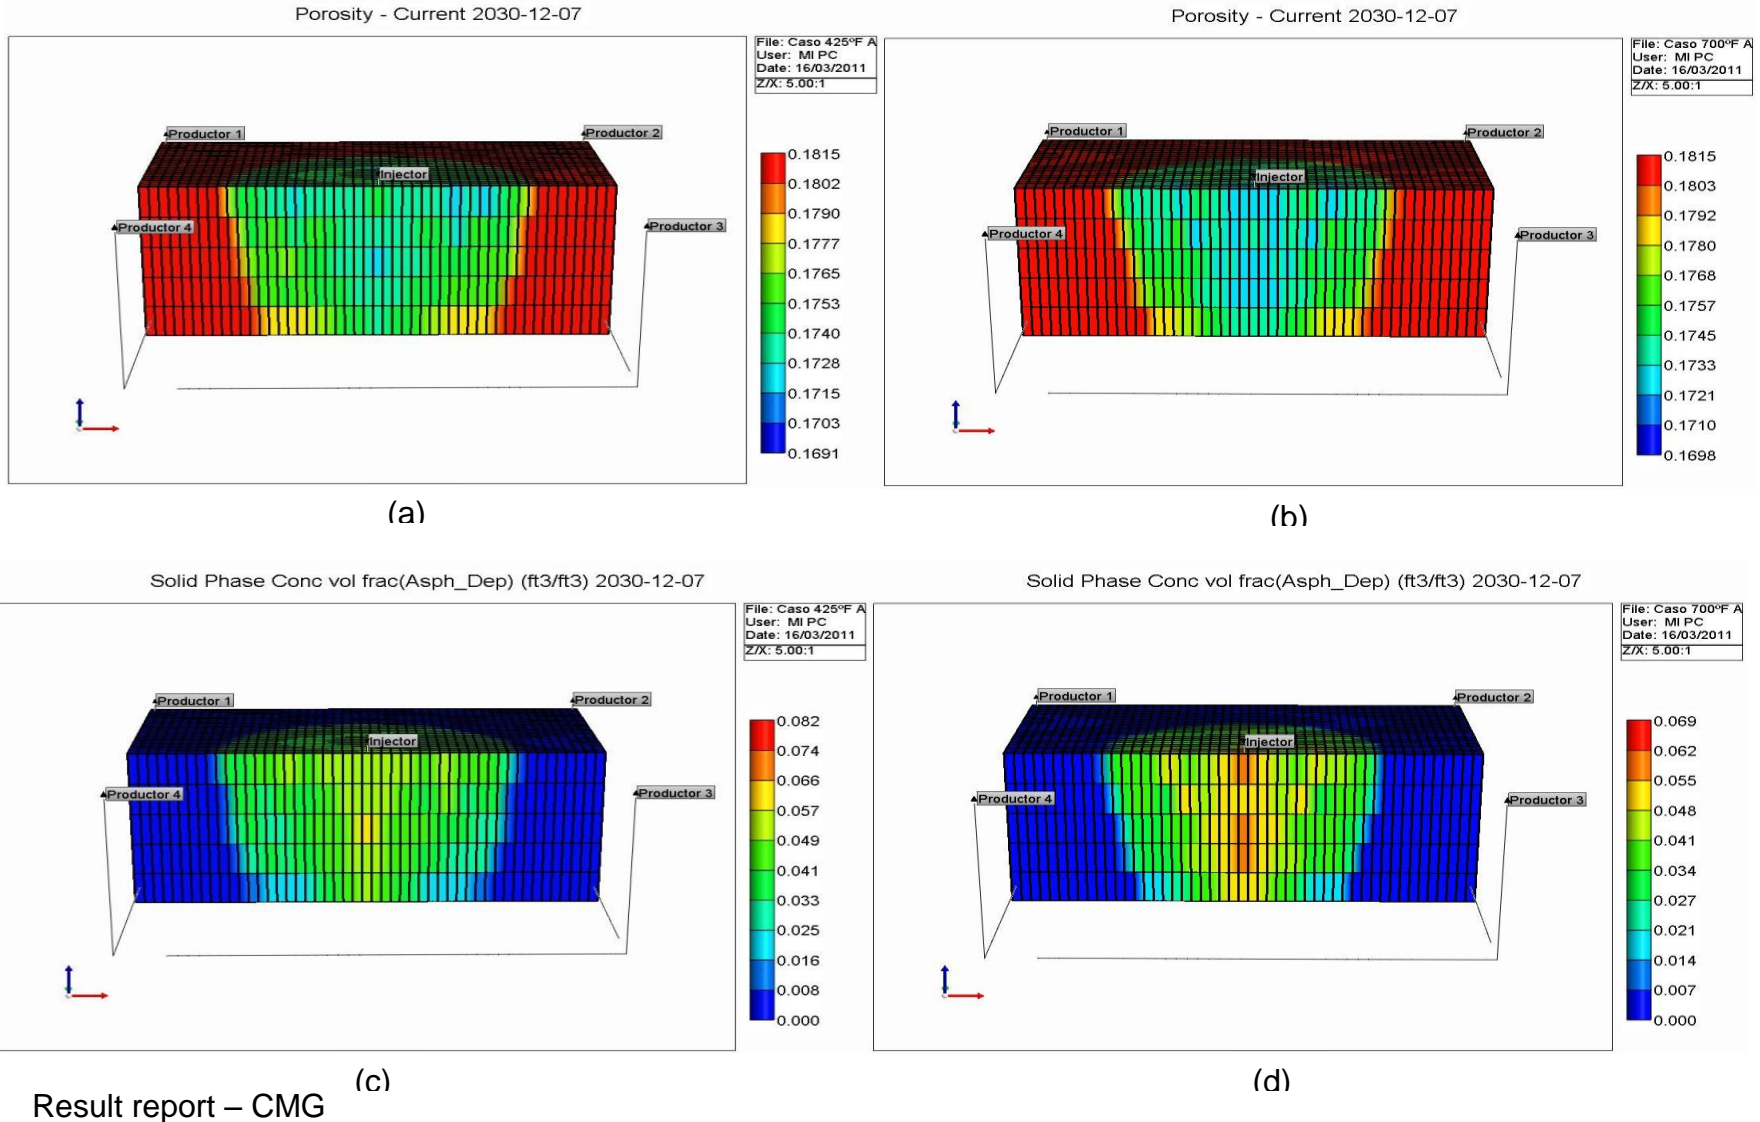 Porosity - Current 2030-12-07
File: Caso 425ºF A
User: MI PC
Date: 16/03/2011
Z/X: 5.00:1
Productor 1
Productor 2
Injector
Productor 4
Productor 3
0.1815
0.1802
0.1790
0.1777
0.1765
0.1753
0.1740
0.1728
0.1715
0.1703
0.1691
(a)
Porosity - Current 2030-12-07
File: Caso 700ºF A
User: MI PC
Date: 16/03/2011
Z/X: 5.00:1
Productor 1
Productor 2
Injector
Productor 4
Productor 3
0.1815
0.1803
0.1792
0.1780
0.1768
0.1757
0.1745
0.1733
0.1721
0.1710
0.1698
(b)
Solid Phase Conc vol frac(Asph_Dep) (ft3/ft3) 2030-12-07
File: Caso 425ºF A
User: MI PC
Date: 16/03/2011
Z/X: 5.00:1
Productor 1
Productor 2
Injector
Productor 4
Productor 3
0.082
0.074
0.066
0.057
0.049
0.041
0.033
0.025
0.016
0.008
0.000
(c)
Solid Phase Conc vol frac(Asph_Dep) (ft3/ft3) 2030-12-07
File: Caso 700ºF A
User: MI PC
Date: 16/03/2011
Z/X: 5.00:1
Productor 1
Productor 2
Injector
Productor 4
Productor 3
0.069
0.062
0.055
0.048
0.041
0.034
0.027
0.021
0.014
0.007
0.000
(d)
Result report – CMG